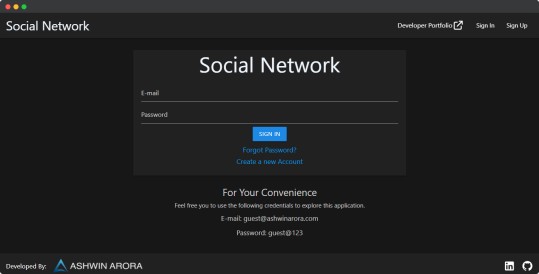 Social Network
Developer Portfolio
Sign In
Sign Up
Social Network
E-mail
Password
SIGN IN
Forgot Password?
Create a new Account
For Your Convenience
Feel free you to use the following credentials to explore this application.
E-mail: guest@ashwinarora.com
Password: guest@123
Developed By:
ASHWIN ARORA